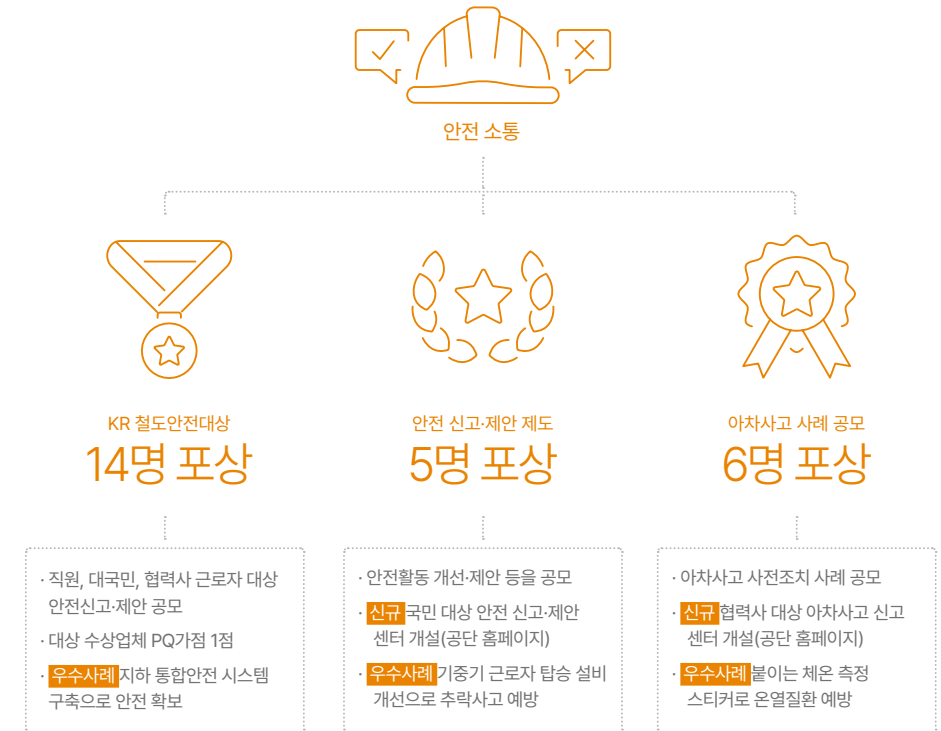 안전 소통
KR 철도안전대상
14명 포상
· 직원, 대국민, 협력사 근로자 대상
안전신고·제안 공모
· 대상 수상업체 PQ가점 1점
· 우수사례 지하 통합안전 시스템
구축으로 안전 확보
안전 신고·제안 제도
5명 포상
· 안전활동 개선·제안 등을 공모
· 신규 국민 대상 안전 신고·제안
센터 개설(공단 홈페이지)
· 우수사례 기중기 근로자 탑승 설비
개선으로 추락사고 예방
아차사고 사례 공모
6명 포상
· 아차사고 사전조치 사례 공모
· 신규 협력사 대상 아차사고 신고
센터 개설(공단 홈페이지)
· 우수사례 붙이는 체온 측정
스티커로 온열질환 예방